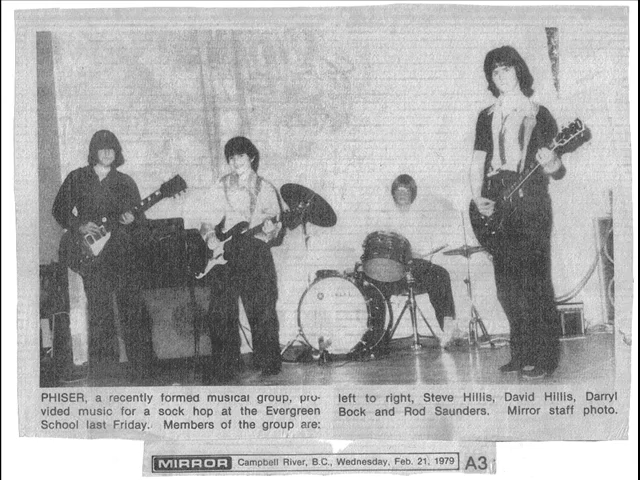 PHISER, a recently formed musical group, pro-
vided music for a sock hop at the Evergreen
School last Friday. Members of the group are:
left to right, Steve Hillis, David Hillis, Darryl
Bock and Rod Saunders. Mirror staff photo.
MIRROR Campbell River, B.C., Wednesday, Feb. 21, 1979 A3